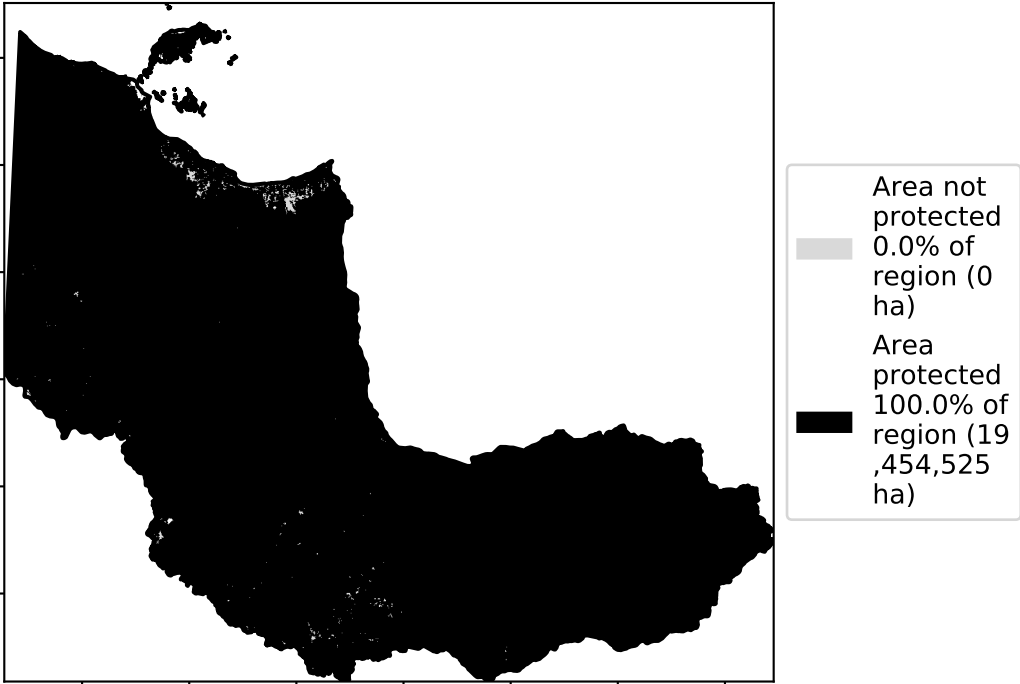 Area not
protected
0.0% of
region (0
ha)
Area
protected
100.0% of
region (19
,454,525
ha)